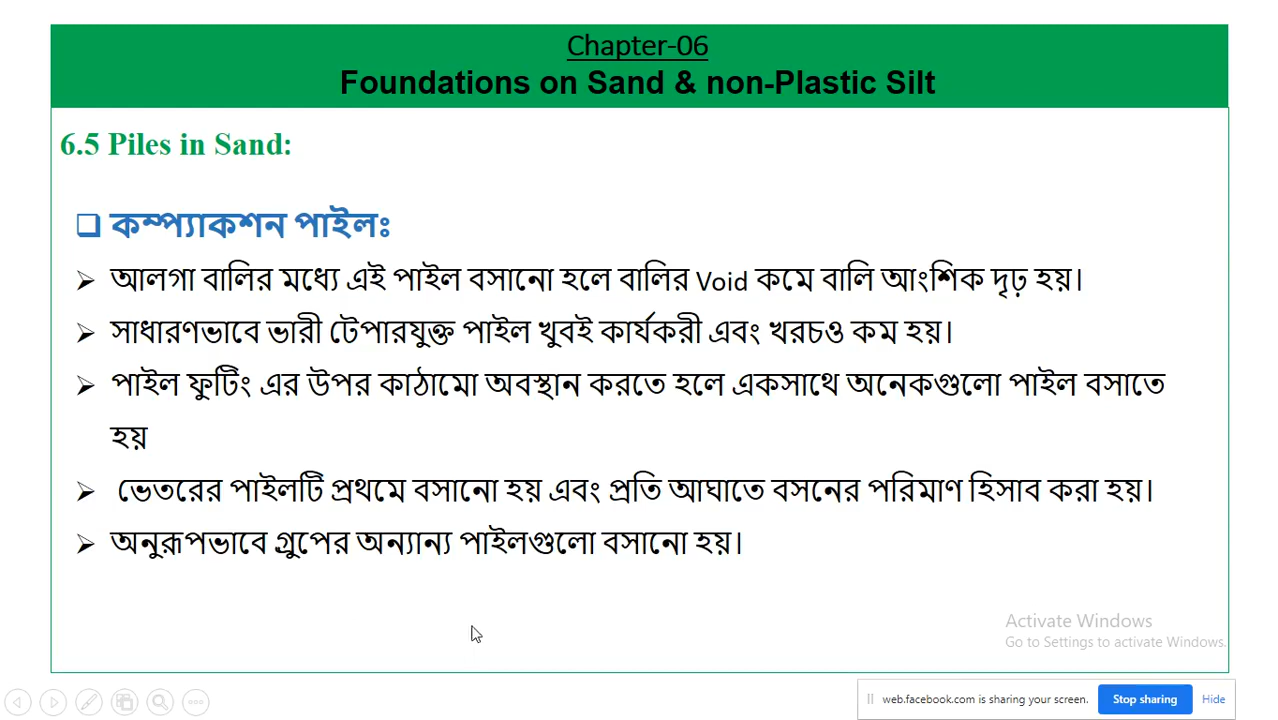 Chapter-06
Foundations on Sand & non-Plastic Silt
6.5 Piles in Sand:
❑ কম্প্যাকশন পাইলঃ
➢ আলগা বালির মধ্যে এই পাইল বসানো হলে বালির Void কমে বালি আংশিক দৃঢ় হয়।
➢ সাধারণভাবে ভারী টেপারযুক্ত পাইল খুবই কার্যকরী এবং খরচও কম হয়।
➢ পাইল ফুটিং এর উপর কাঠামো অবস্থান করতে হলে একসাথে অনেকগুলো পাইল বসাতে
হয়
➢ ভেতরের পাইলটি প্রথমে বসানো হয় এবং প্রতি আঘাতে বসনের পরিমাণ হিসাব করা হয়।
➢ অনুরূপভাবে গ্রুপের অন্যান্য পাইলগুলো বসানো হয়।
Activate Windows
Go to Settings to activate Windows.
web.facebook.com is sharing your screen. Stop sharing Hide